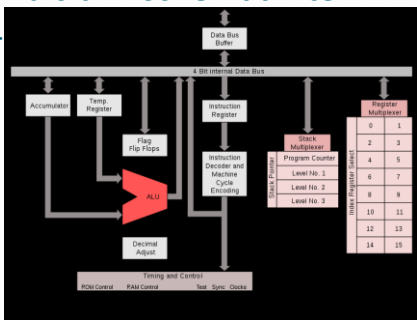 Data Bus
Buffer
4 Bit internal Data Bus
Accumulator
Temp.
Register
Flag
Flip Flops
Instruction
Register
Instruction
Decoder and
Machine
Cycle
Encoding
ALU
Decimal
Adjust
Stack
Multiplexer
Stack Pointer
Program Counter
Level No. 1
Level No. 2
Level No. 3
Register
Multiplexer
Index Register Select
0 1
2 3
4 5
6 7
8 9
10 11
12 13
14 15
Timing and Control
ROM Control RAM Control Test Sync Clocks